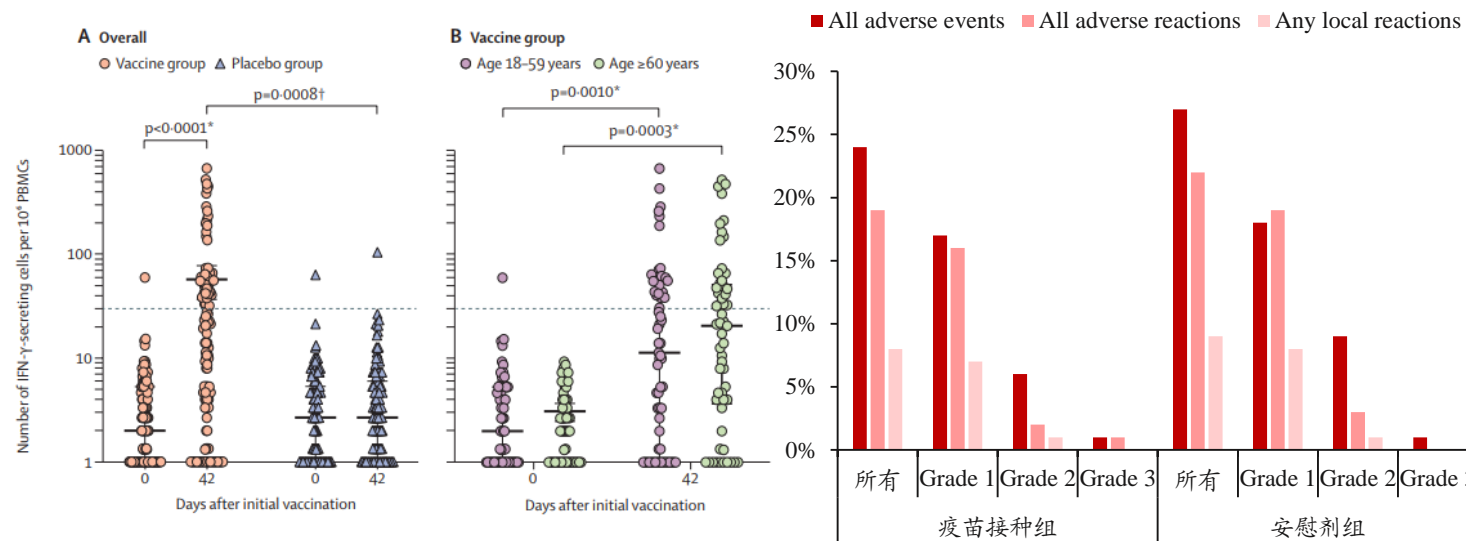 A Overall
Vaccine group Placebo group
p=0·0008†
p<0·0001*
Number of IFN-γ-secreting cells per 10⁶ PBMCs
1000
100
10
1
0 42 0 42
Days after initial vaccination
B Vaccine group
Age 18–59 years Age ≥60 years
p=0·0010*
p=0·0003*
0 42
Days after initial vaccination
All adverse events All adverse reactions Any local reactions
30%
25%
20%
15%
10%
5%
0%
所有 Grade 1 Grade 2 Grade 3 所有 Grade 1 Grade 2 Grade
疫苗接种组 安慰剂组